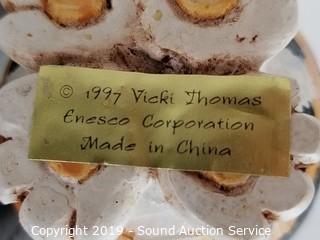 © 1997 Vicki Thomas
Enesco Corporation
Made in China
Copyright 2019 - Sound Auction Service